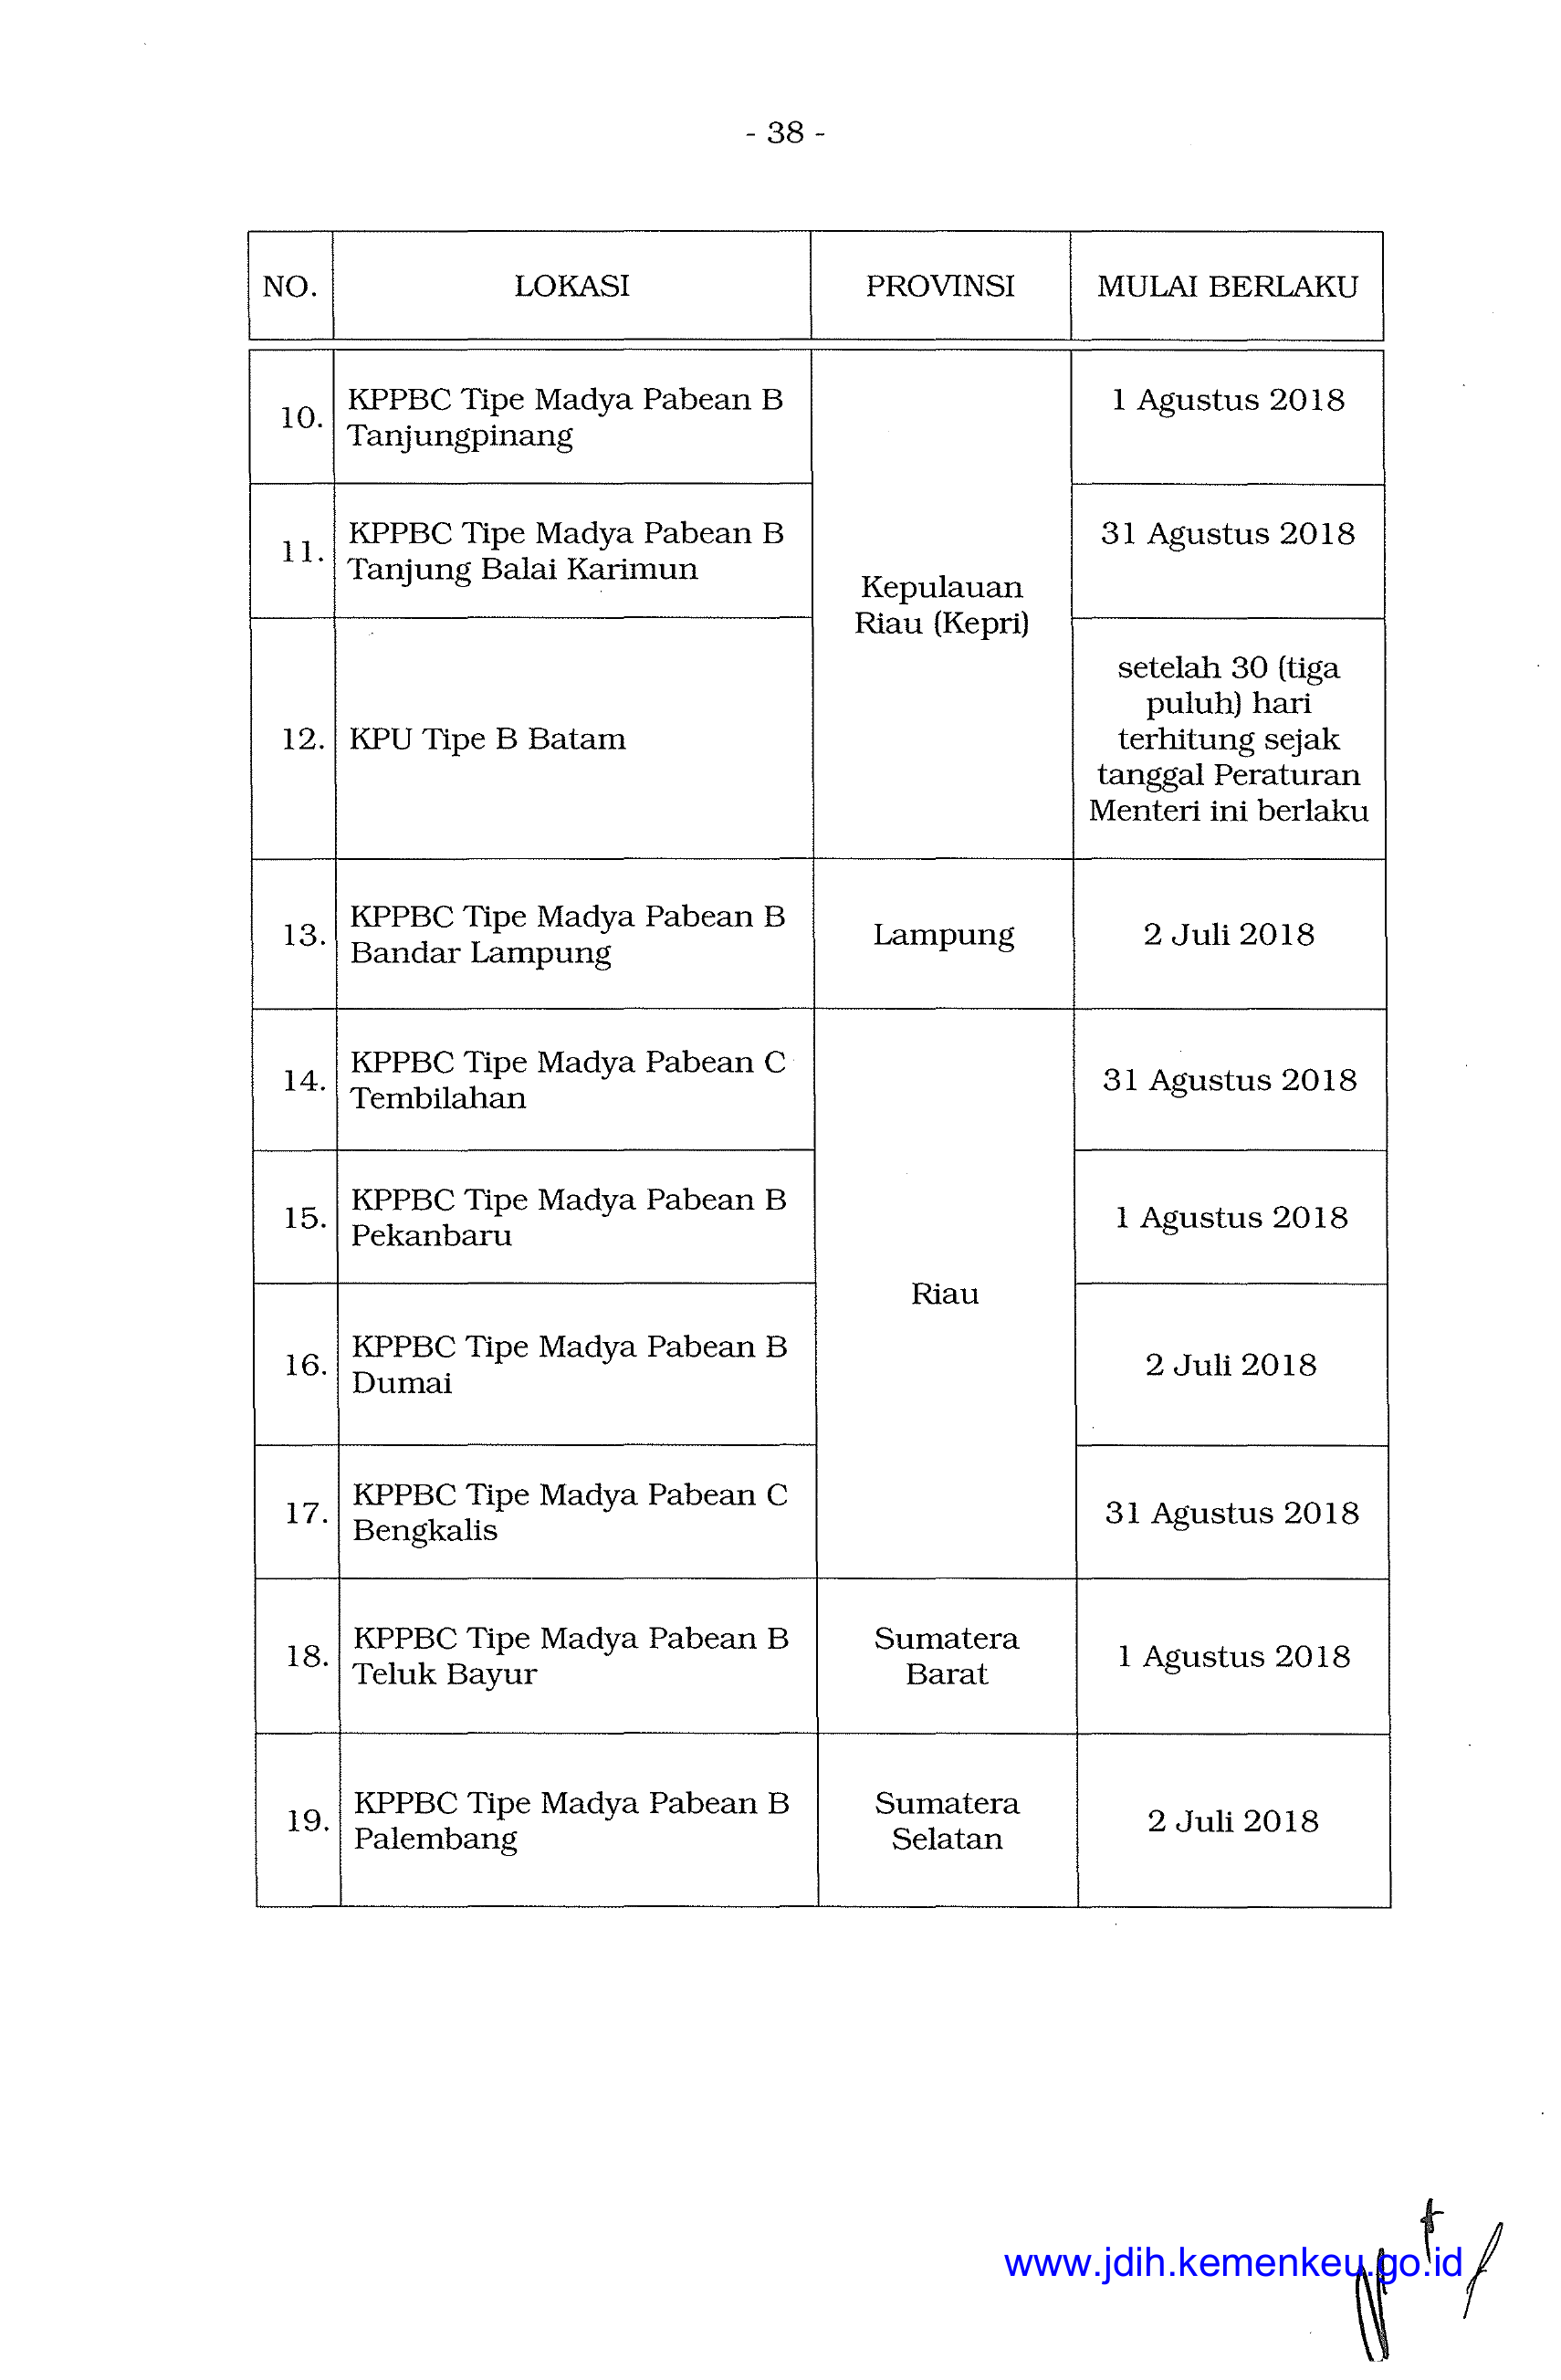 - 38 -
NO. LOKASI PROVINSI MULAI BERLAKU
10. KPPBC Tipe Madya Pabean B
Tanjungpinang
1 Agustus 2018
11. KPPBC Tipe Madya Pabean B
Tanjung Balai Karimun
31 Agustus 2018
Kepulauan
Riau (Kepri)
12. KPU Tipe B Batam
setelah 30 (tiga
puluh) hari
terhitung sejak
tanggal Peraturan
Menteri ini berlaku
13. KPPBC Tipe Madya Pabean B
Bandar Lampung
Lampung
2 Juli 2018
14. KPPBC Tipe Madya Pabean C
Tembilahan
31 Agustus 2018
15. KPPBC Tipe Madya Pabean B
Pekanbaru
1 Agustus 2018
Riau
16. KPPBC Tipe Madya Pabean B
Dumai
2 Juli 2018
17. KPPBC Tipe Madya Pabean C
Bengkalis
31 Agustus 2018
18. KPPBC Tipe Madya Pabean B
Teluk Bayur
Sumatera
Barat
1 Agustus 2018
19. KPPBC Tipe Madya Pabean B
Palembang
Sumatera
Selatan
2 Juli 2018
www.jdih.kemenkeu.go.id